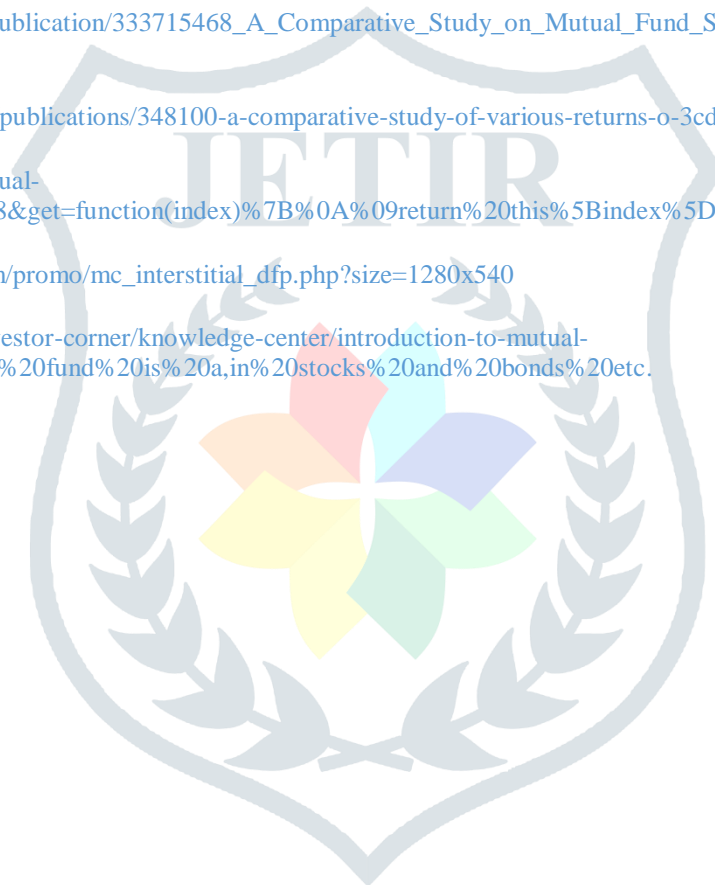 ublication/333715468_A_Comparative_Study_on_Mutual_Fund_S
publications/348100-a-comparative-study-of-various-returns-o-3cd
ual-
8&get=function(index)%7B%0A%09return%20this%5Bindex%5D
n/promo/mc_interstitial_dfp.php?size=1280x540
estor-corner/knowledge-center/introduction-to-mutual-
%20fund%20is%20a,in%20stocks%20and%20bonds%20etc.
JETIR